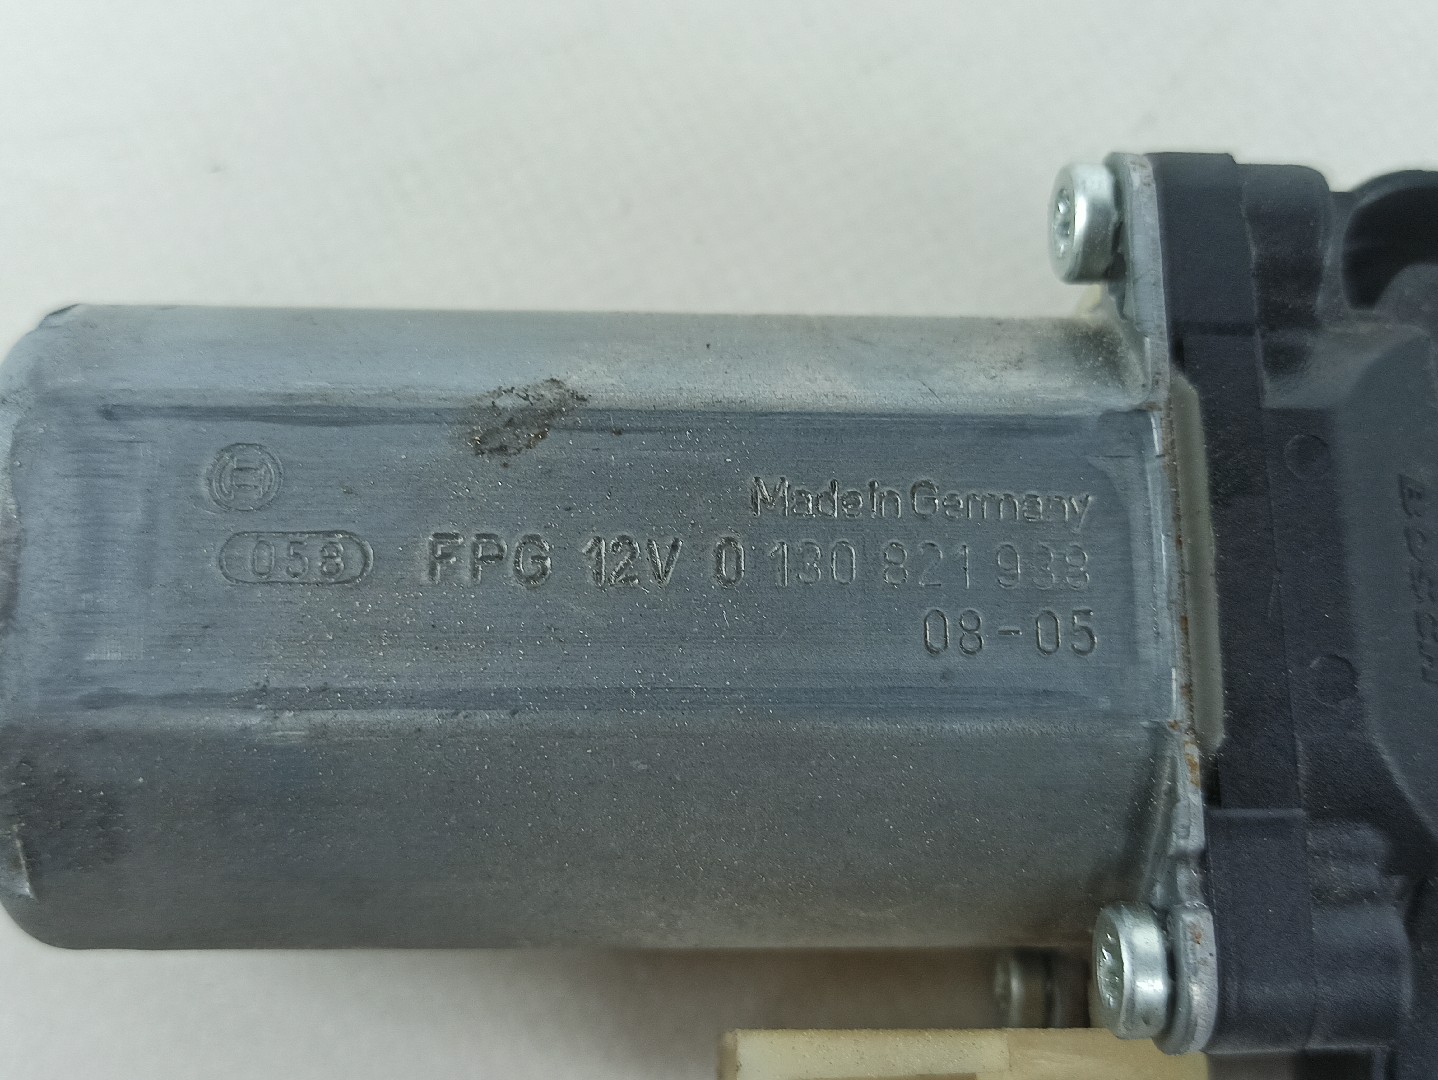 Made in Germany
058 FPG 12V 0 130 821 938
08-05
BOSCH